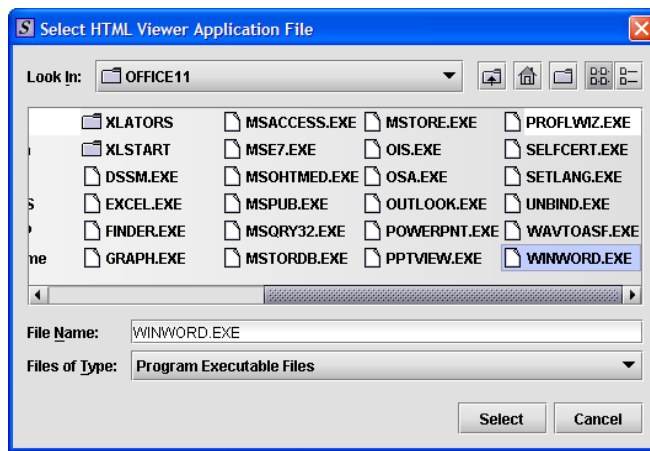 S Select HTML Viewer Application File
Look In: OFFICE11
XLATORS MSACCESS.EXE MSTORE.EXE PROFLWIZ.EXE
XLSTART MSE7.EXE OIS.EXE SELFCERT.EXE
DSSM.EXE MSOHTMED.EXE OSA.EXE SETLANG.EXE
S EXCEL.EXE MSPUB.EXE OUTLOOK.EXE UNBIND.EXE
FINDER.EXE MSQRY32.EXE POWERPNT.EXE WAVTOASF.EXE
me GRAPH.EXE MSTORDB.EXE PPTVIEW.EXE WINWORD.EXE
File Name: WINWORD.EXE
Files of Type: Program Executable Files
Select Cancel